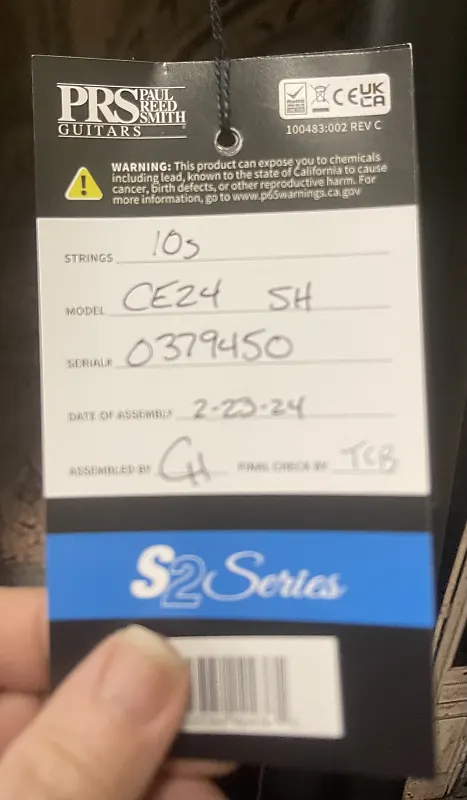 PRS PAUL REED SMITH
GUITARS
UK CA
CE
100483:002 REV C
WARNING: This product can expose you to chemicals
including lead, known to the state of California to cause
cancer, birth defects, or other reproductive harm. For
more information, go to www.p65warnings.ca.gov
STRINGS 10s
MODEL CE24 SH
SERIAL# 0379450
DATE OF ASSEMBLY 2-23-24
ASSEMBLED BY CH FINAL CHECK BY TCB
S2 Series